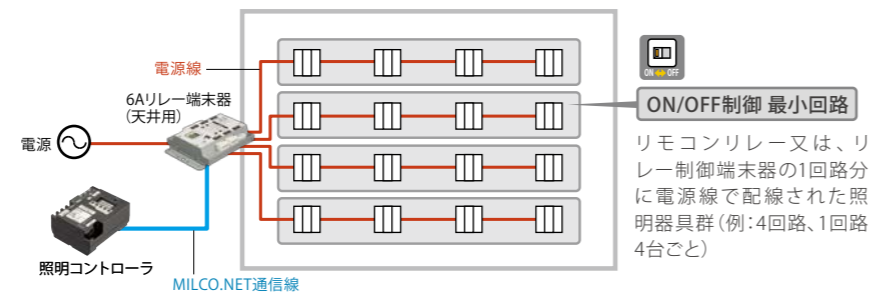 電源線
6Aリレー端末器
(天井用)
電源
照明コントローラ
MILCO.NET通信線
ON OFF
ON/OFF制御 最小回路
リモコンリレー又は、リ
レー制御端末器の1回路分
に電源線で配線された照
明器具群(例:4回路、1回路
4台ごと)